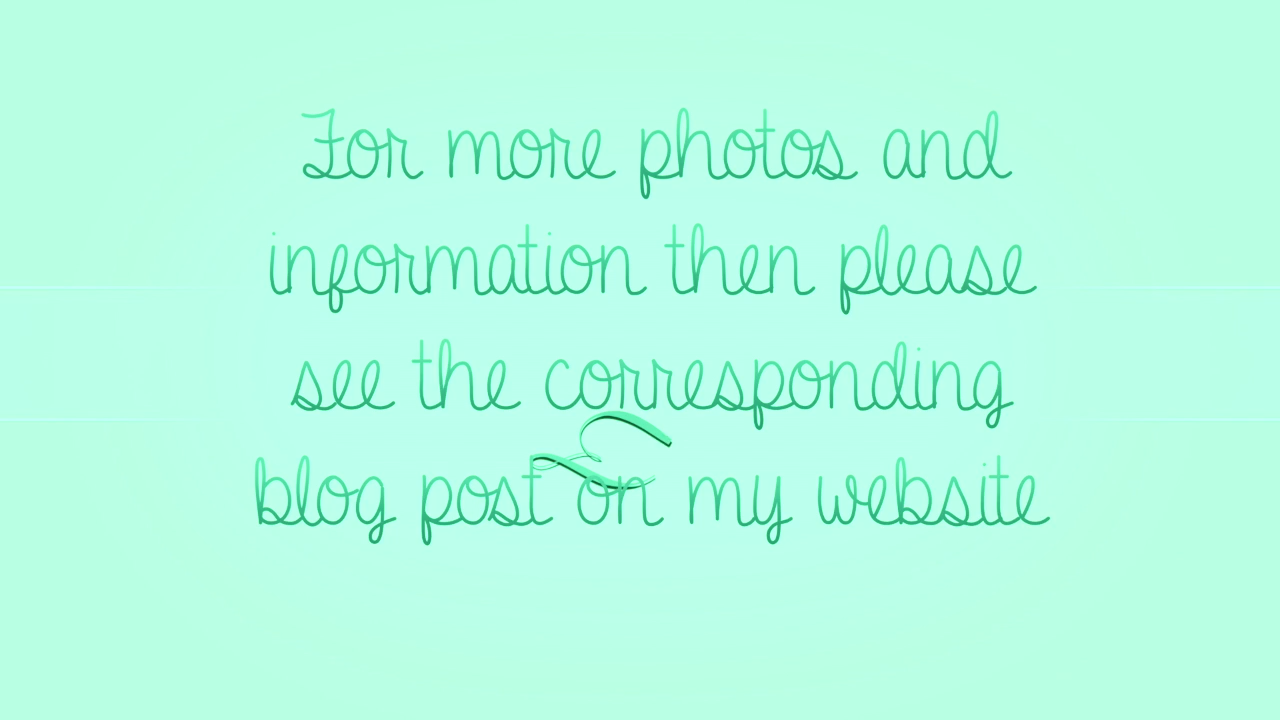 For more photos and
information then please
see the corresponding
blog post on my website